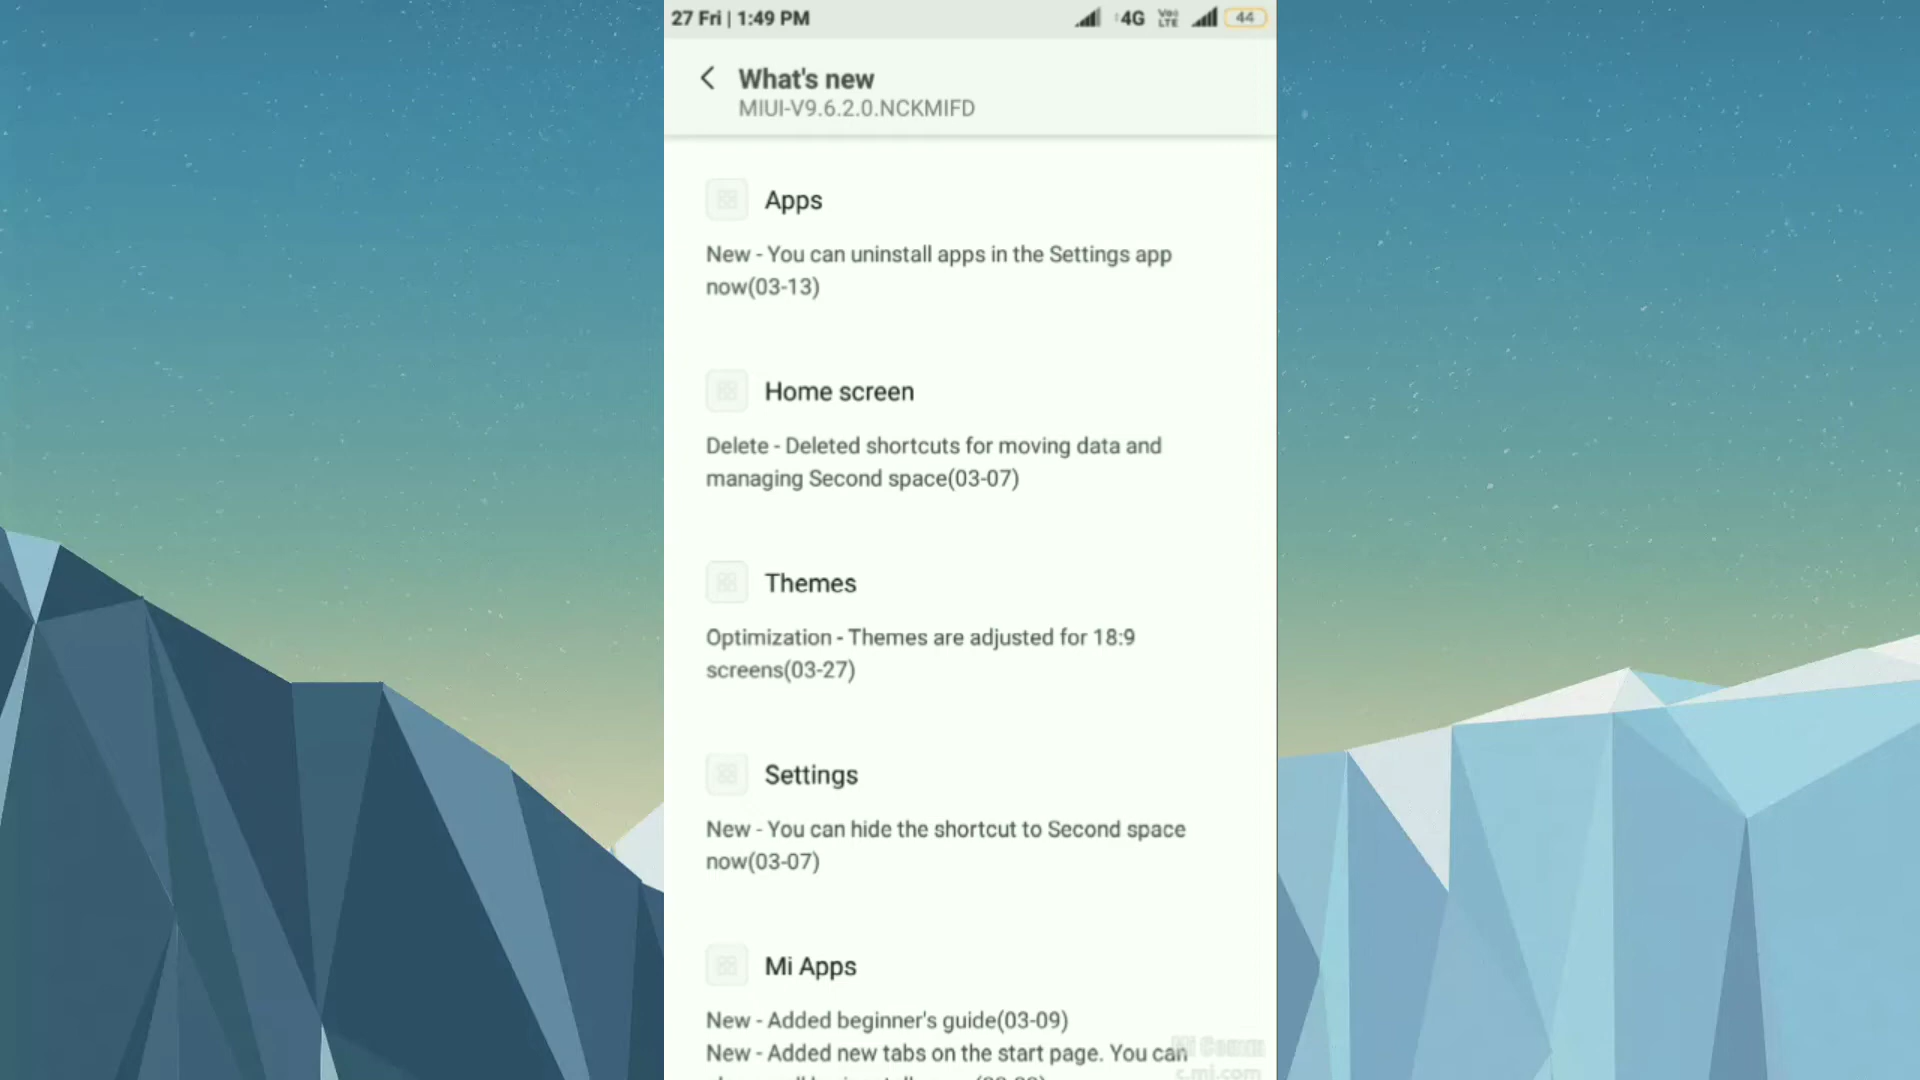 27 Fri | 1:49 PM 4G Vo) LTE 44
What's new
MIUI-V9.6.2.0.NCKMIFD
Apps
New - You can uninstall apps in the Settings app
now(03-13)
Home screen
Delete - Deleted shortcuts for moving data and
managing Second space(03-07)
Themes
Optimization - Themes are adjusted for 18:9
screens(03-27)
Settings
New - You can hide the shortcut to Second space
now(03-07)
Mi Apps
New - Added beginner's guide(03-09)
New - Added new tabs on the start page. You can
c.mi.com